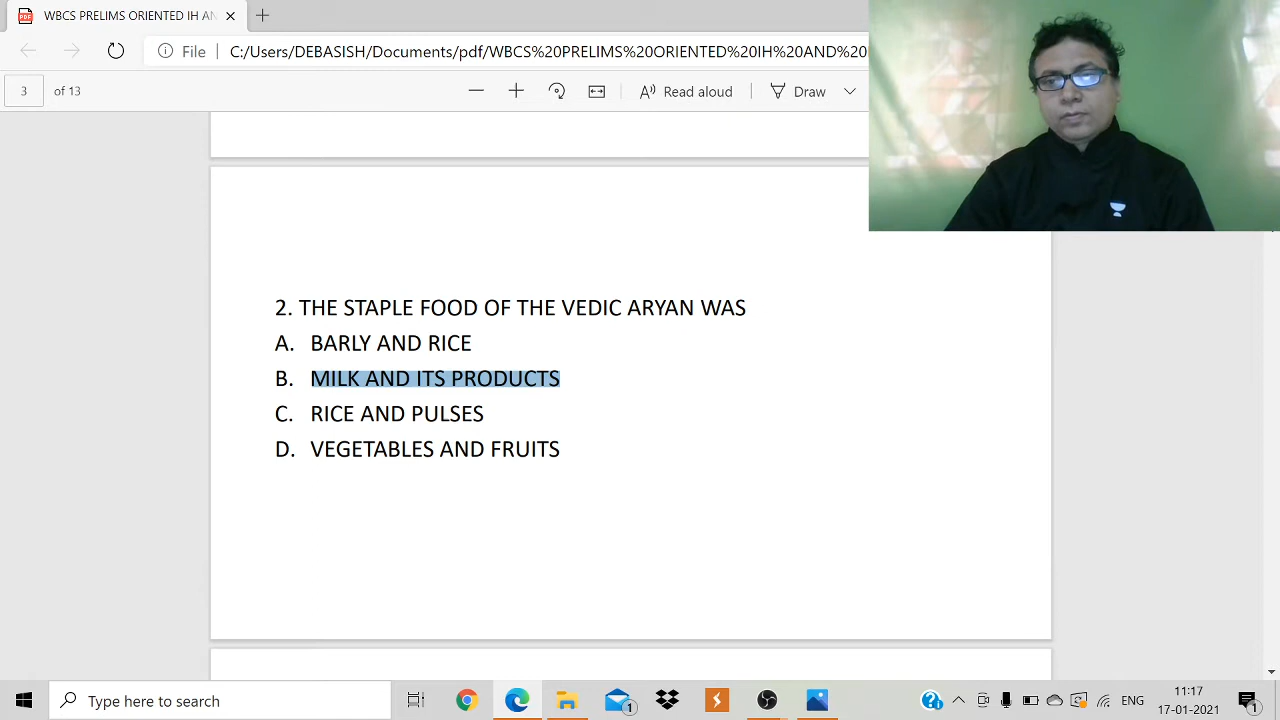 WBCS PRELIMS ORIENTED IH AN
File
C:/Users/DEBASISH/Documents/pdf/WBCS%20PRELIMS%20ORIENTED%20IH%20AND%20
3 of 13
Read aloud
Draw
2. THE STAPLE FOOD OF THE VEDIC ARYAN WAS
A. BARLY AND RICE
B. MILK AND ITS PRODUCTS
C. RICE AND PULSES
D. VEGETABLES AND FRUITS
Type here to search
1
ENG
11:17
17-01-2021
1